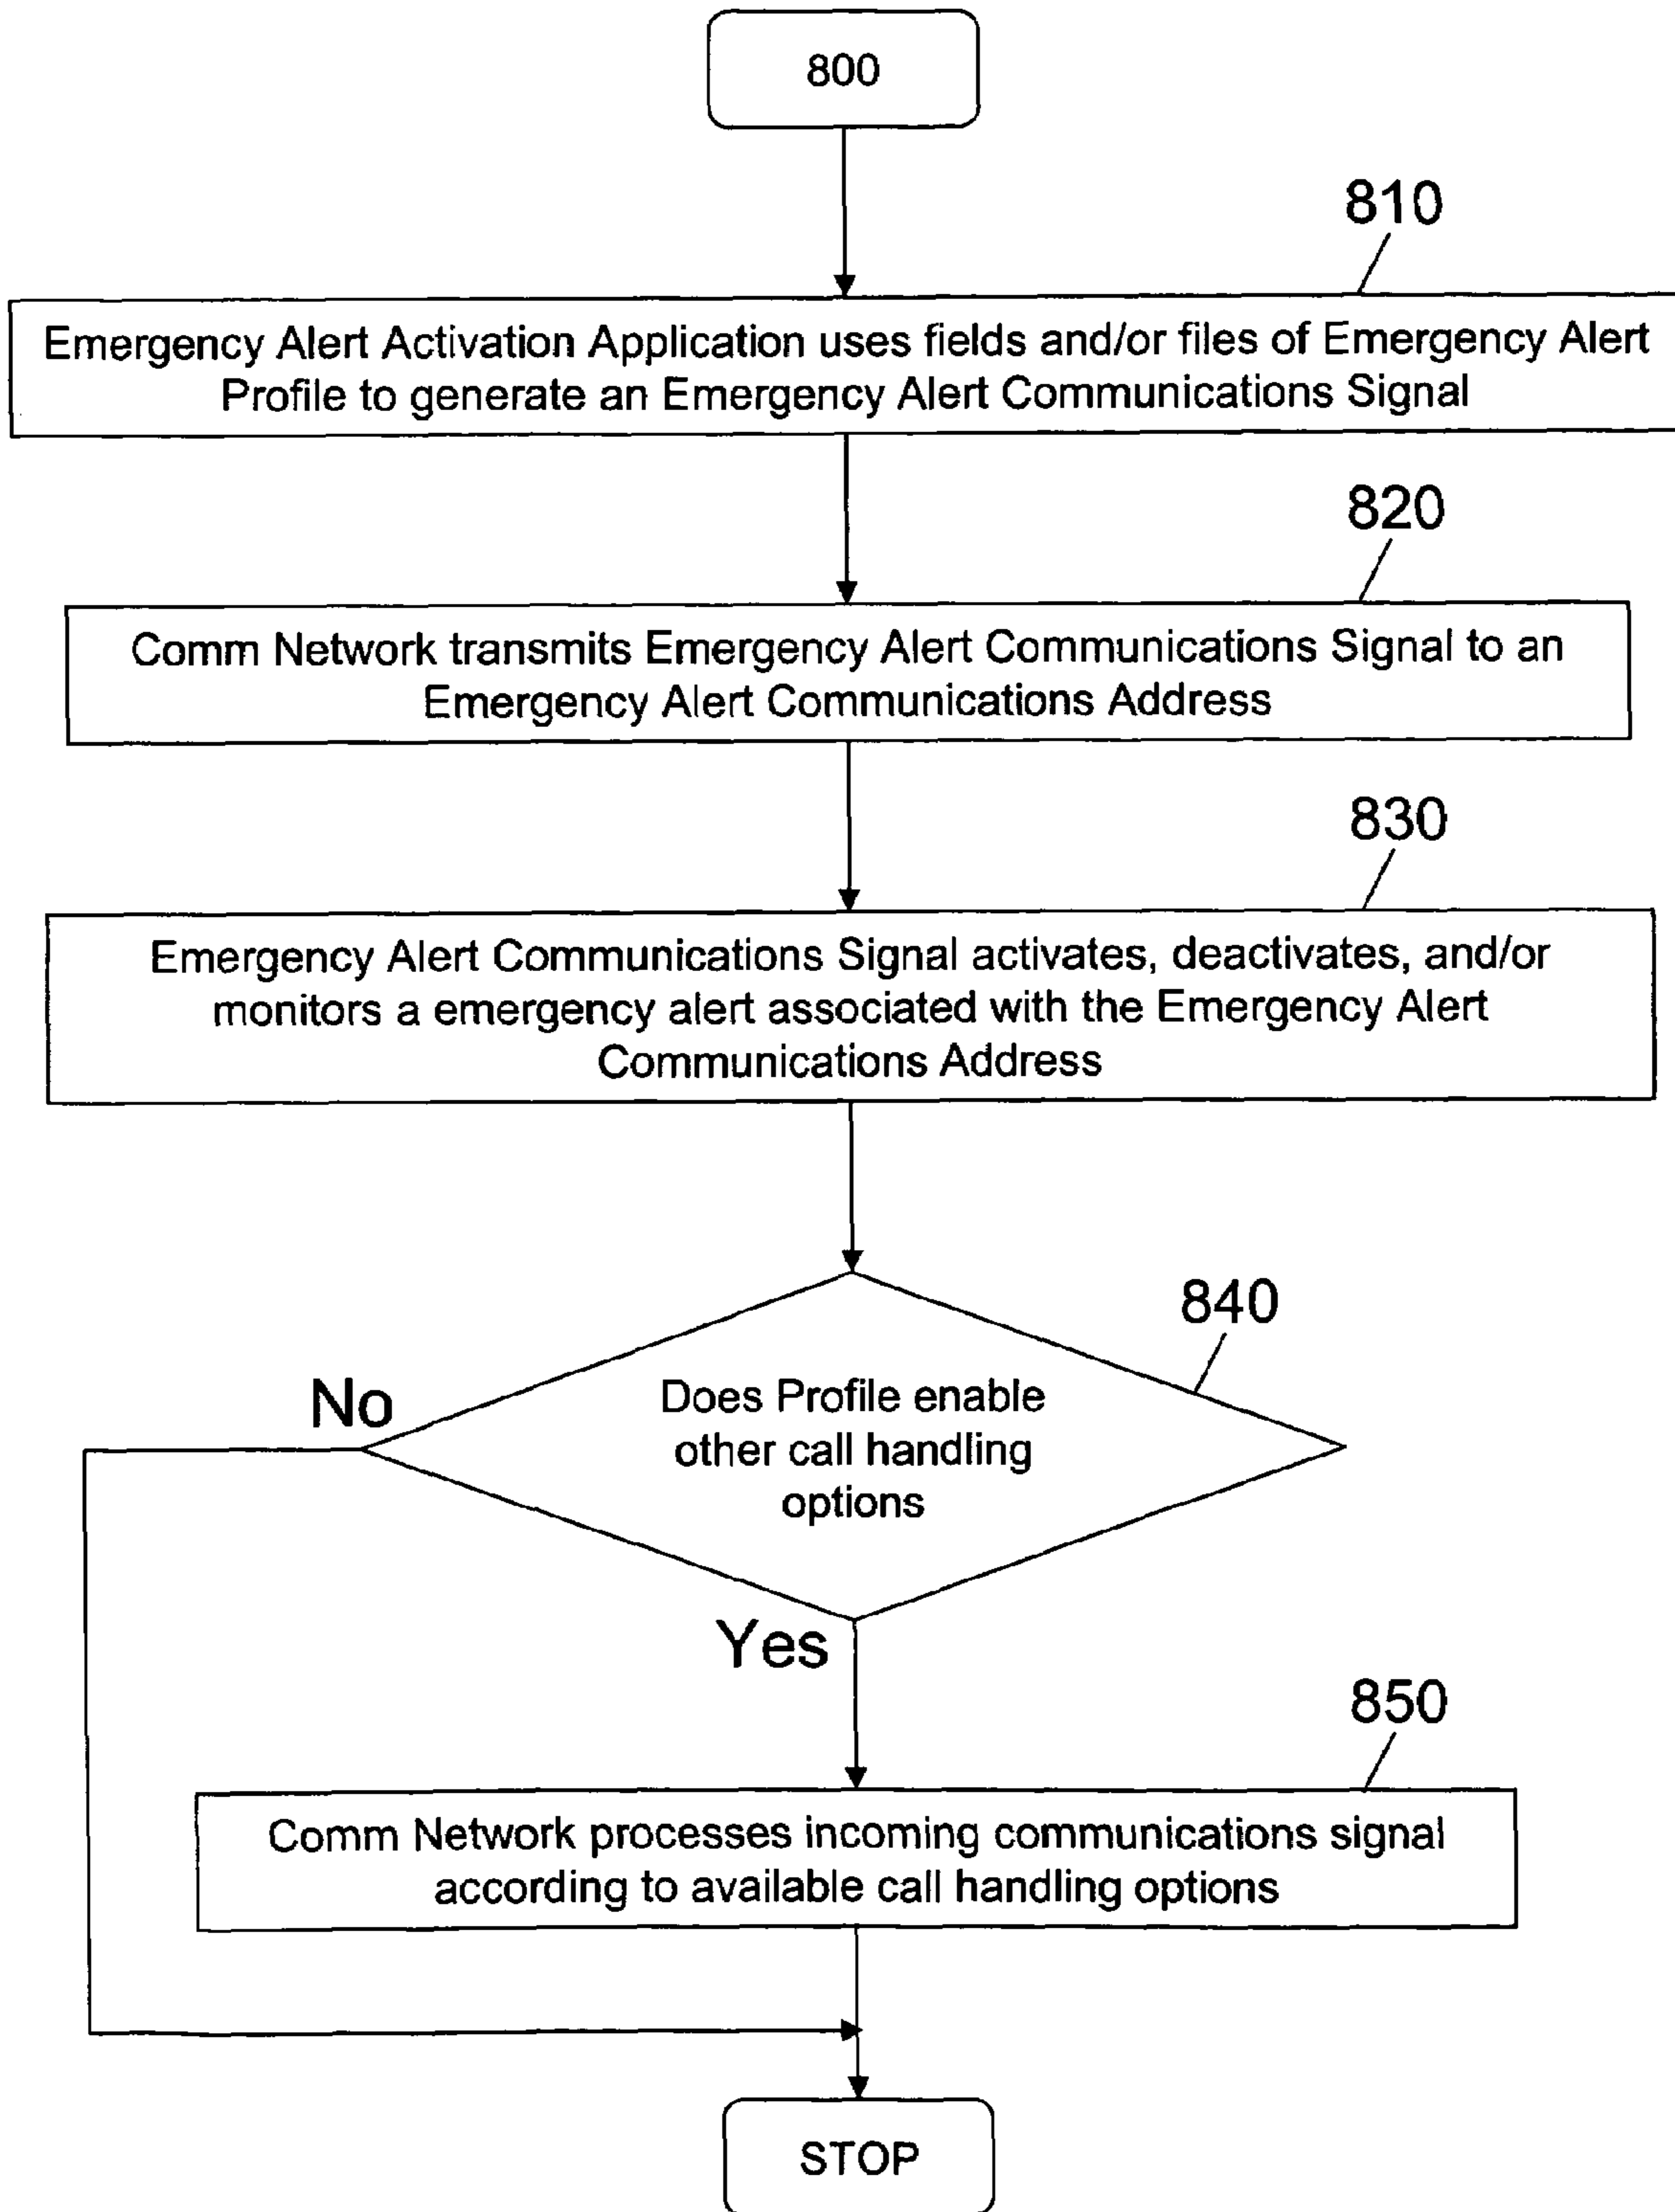 800
810
Emergency Alert Activation Application uses fields and/or files of Emergency Alert
Profile to generate an Emergency Alert Communications Signal
820
Comm Network transmits Emergency Alert Communications Signal to an
Emergency Alert Communications Address
830
Emergency Alert Communications Signal activates, deactivates, and/or
monitors a emergency alert associated with the Emergency Alert
Communications Address
840
No
Does Profile enable
other call handling
options
Yes
850
Comm Network processes incoming communications signal
according to available call handling options
STOP